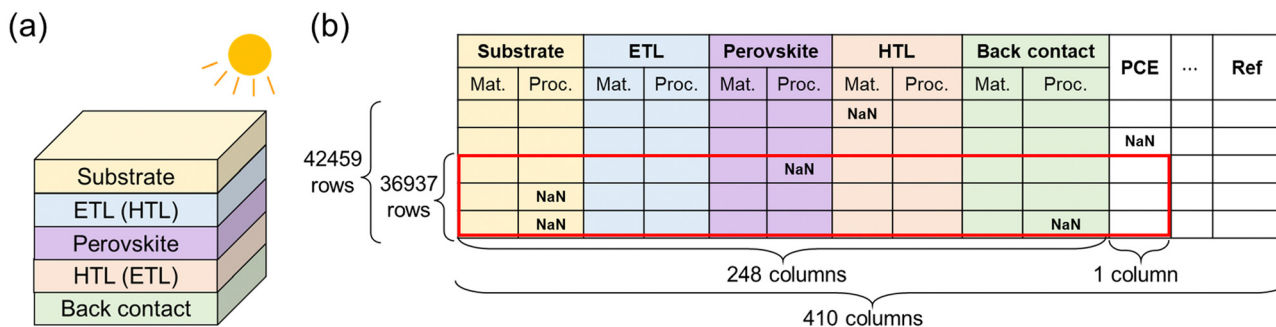 (a)
Substrate
ETL (HTL)
Perovskite
HTL (ETL)
Back contact
(b)
Substrate ETL Perovskite HTL Back contact PCE ... Ref
Mat. Proc. Mat. Proc. Mat. Proc. Mat. Proc. Mat. Proc.
NaN
NaN
42459
rows
36937
rows
NaN
NaN
NaN NaN
248 columns 1 column
410 columns